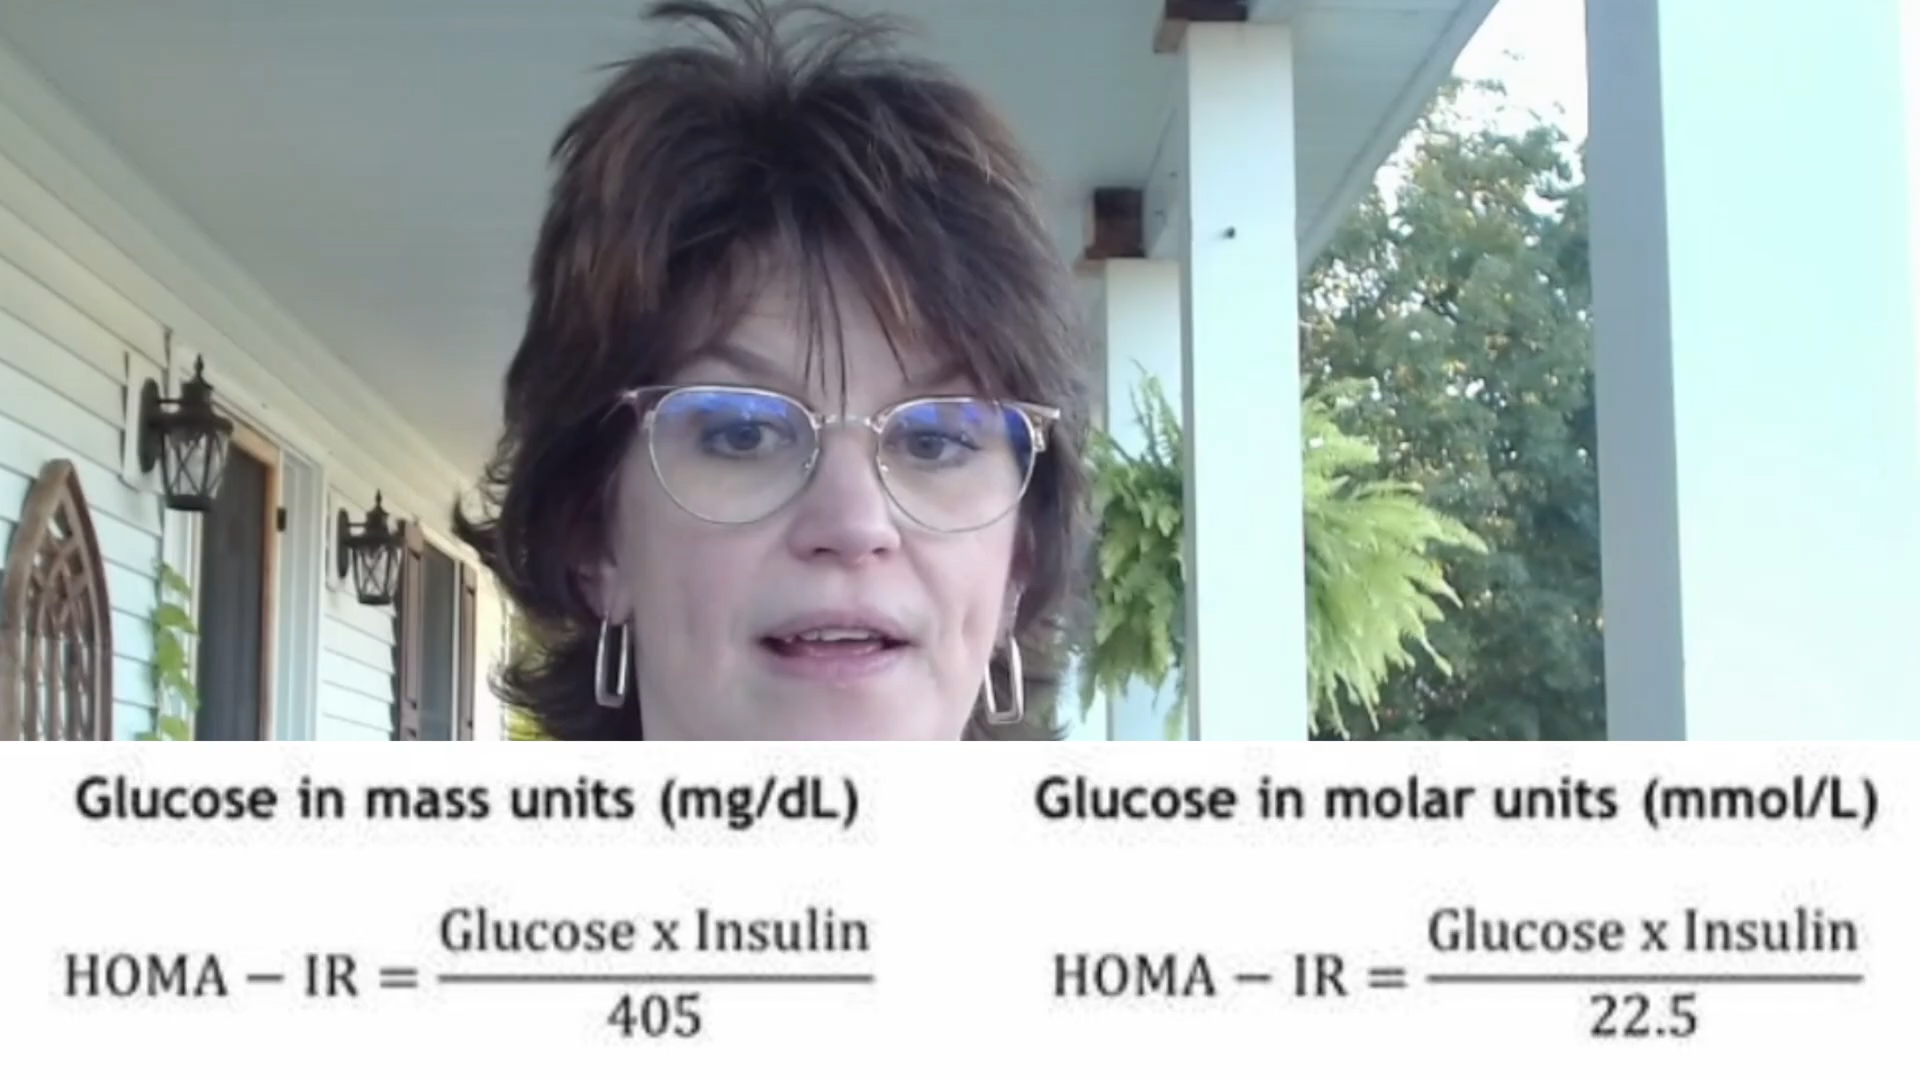 Glucose in mass units (mg/dL)
HOMA − IR = Glucose x Insulin
405
Glucose in molar units (mmol/L)
HOMA − IR = Glucose x Insulin
22.5